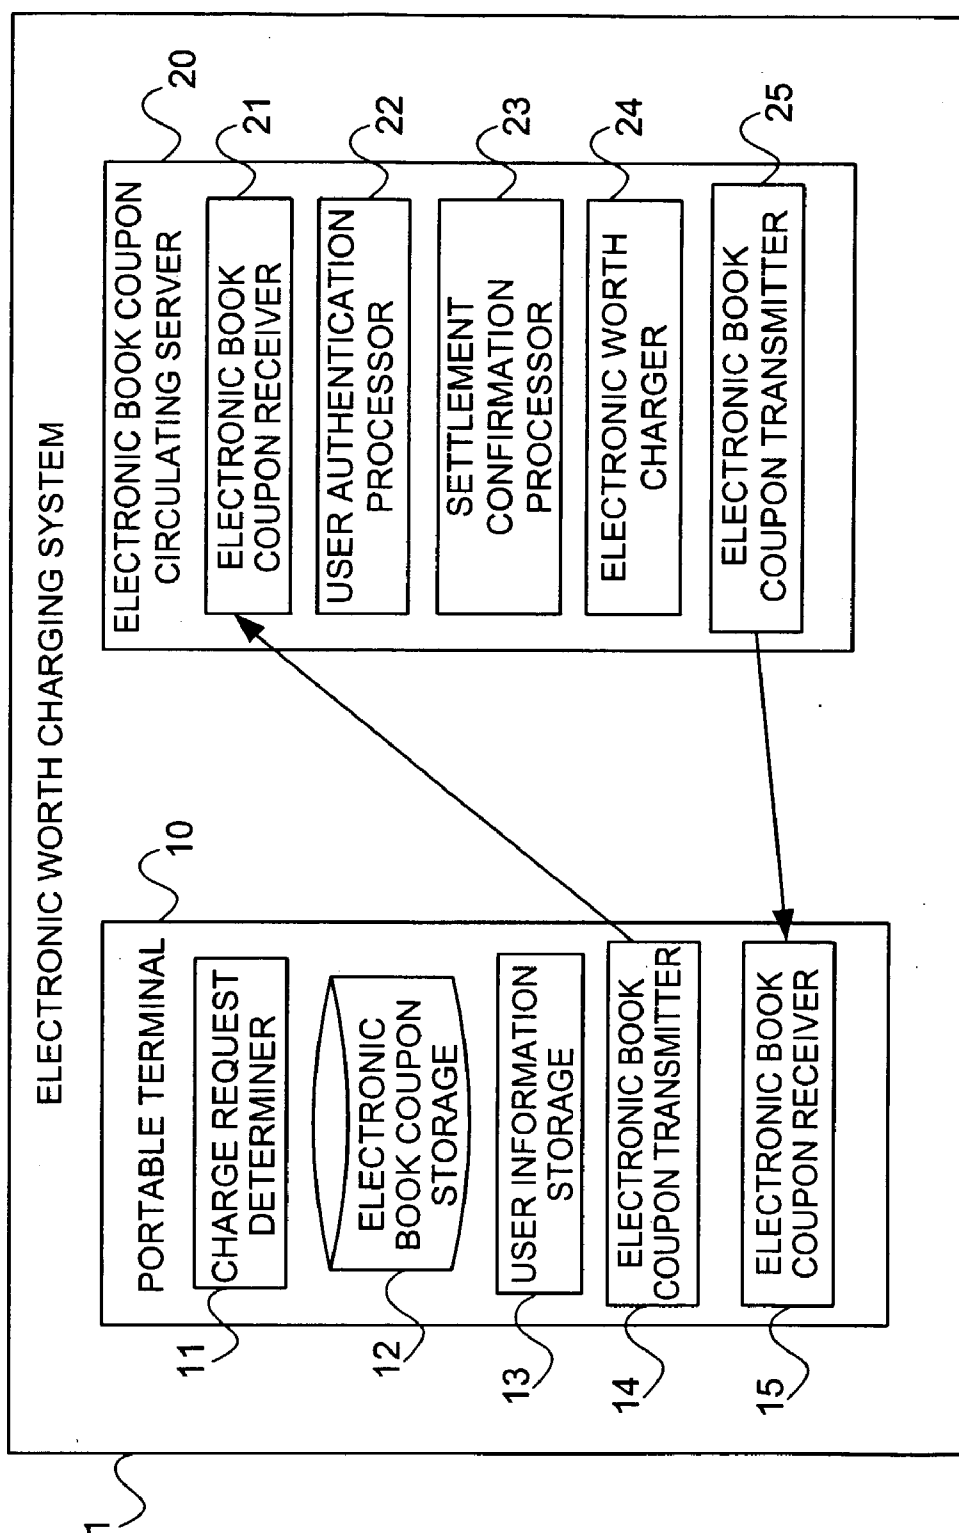 ELECTRONIC WORTH CHARGING SYSTEM
1
PORTABLE TERMINAL
10
CHARGE REQUEST
DETERMINER
11
ELECTRONIC
BOOK COUPON
STORAGE
12
USER INFORMATION
STORAGE
13
ELECTRONIC BOOK
COUPON TRANSMITTER
14
ELECTRONIC BOOK
COUPON RECEIVER
15
ELECTRONIC BOOK COUPON
CIRCULATING SERVER
20
ELECTRONIC BOOK
COUPON RECEIVER
21
USER AUTHENTICATION
PROCESSOR
22
SETTLEMENT
CONFIRMATION
PROCESSOR
23
ELECTRONIC WORTH
CHARGER
24
ELECTRONIC BOOK
COUPON TRANSMITTER
25